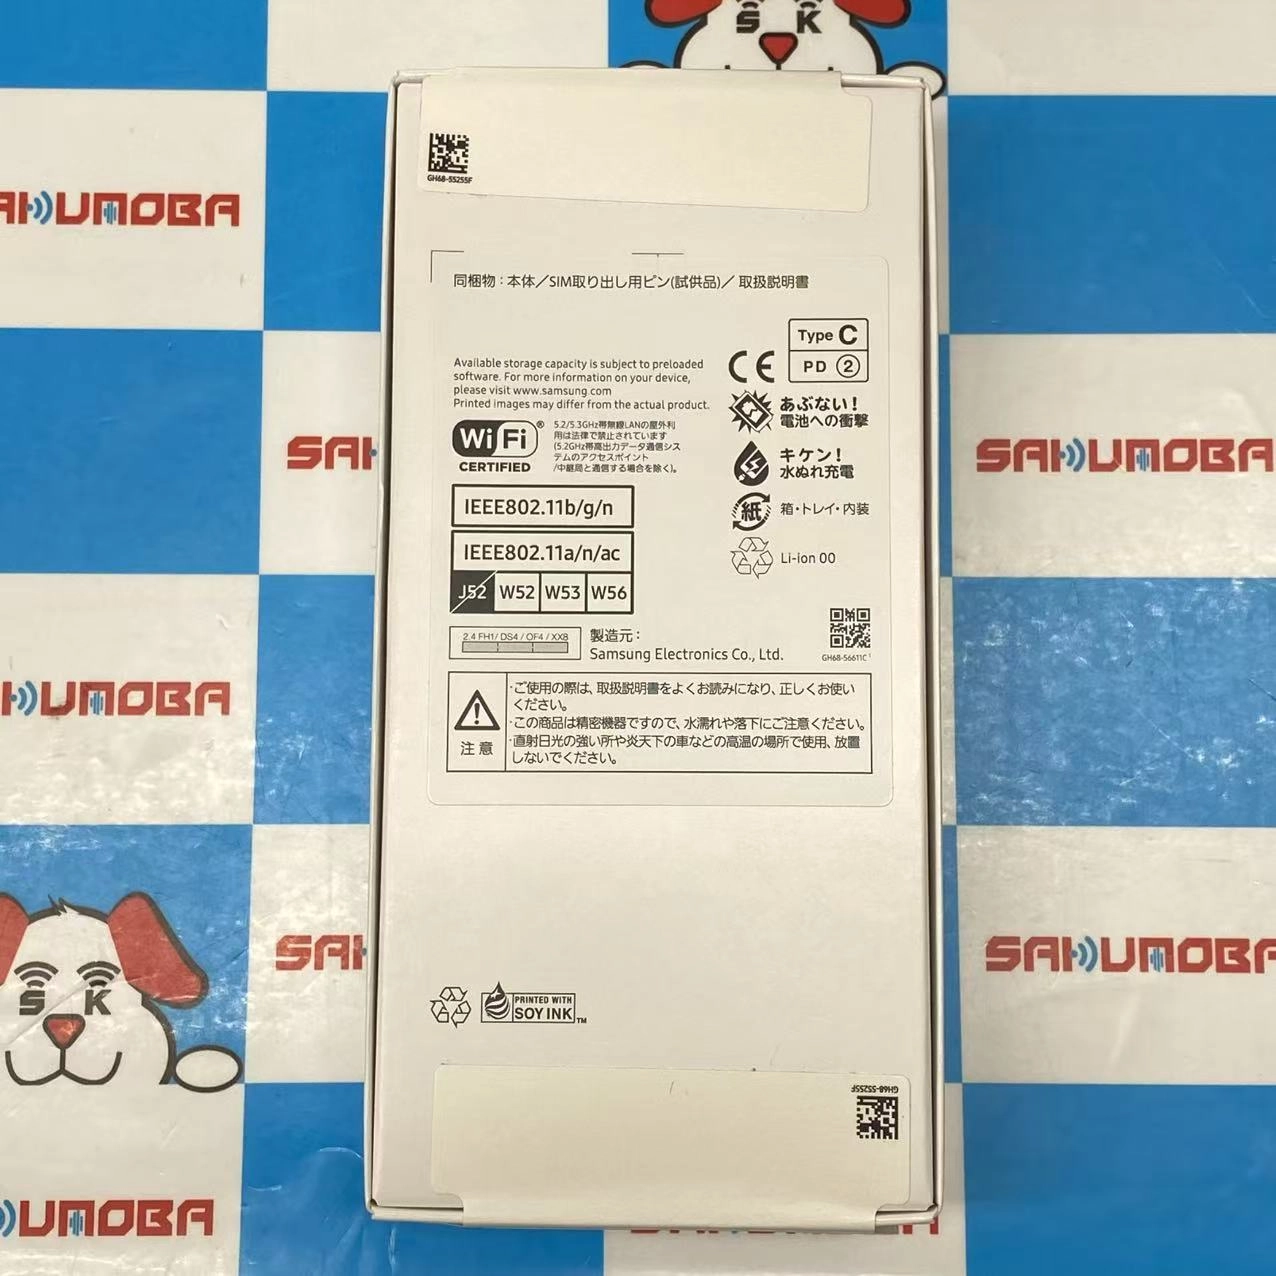 SK
GH68-55255F
SAKUMOBA
同梱物：本体／SIM取り出し用ピン(試供品)／ 取扱説明書
Type C
PD 2
Available storage capacity is subject to preloaded
software. For more information on your device,
please visit www.samsung.com
Printed images may differ from the actual product.
CE
あぶない！
電池への衝撃
Wi Fi®
CERTIFIED
5.2/5.3GHz帯無線LANの屋外利
用は法律で禁止されています
(5.2GHz帯高出力データ通信シス
テムのアクセスポイント
/中継局と通信する場合を除く)。
キケン！
水ぬれ充電
IEEE802.11b/g/n
紙 箱・トレイ・内装
IEEE802.11a/n/ac
Li-ion 00
J52 W52 W53 W56
2.4 FH1/ DS4 / OF4 / XX8
製造元：
Samsung Electronics Co., Ltd.
GH68-56611C
注 意
・ご使用の際は、取扱説明書をよくお読みになり、正しくお使い
ください。
・この商品は精密機器ですので、水濡れや落下にご注意ください。
・直射日光の強い所や炎天下の車などの高温の場所で使用、放置
しないでください。
SAKUMOBA
SAKUMOBA
SAKUMOBA
SK
SAKUMOBA
SAKUMOBA
PRINTED WITH
SOY INK TM
GH68-55255F
SAKUMOBA
SAKUMOBA